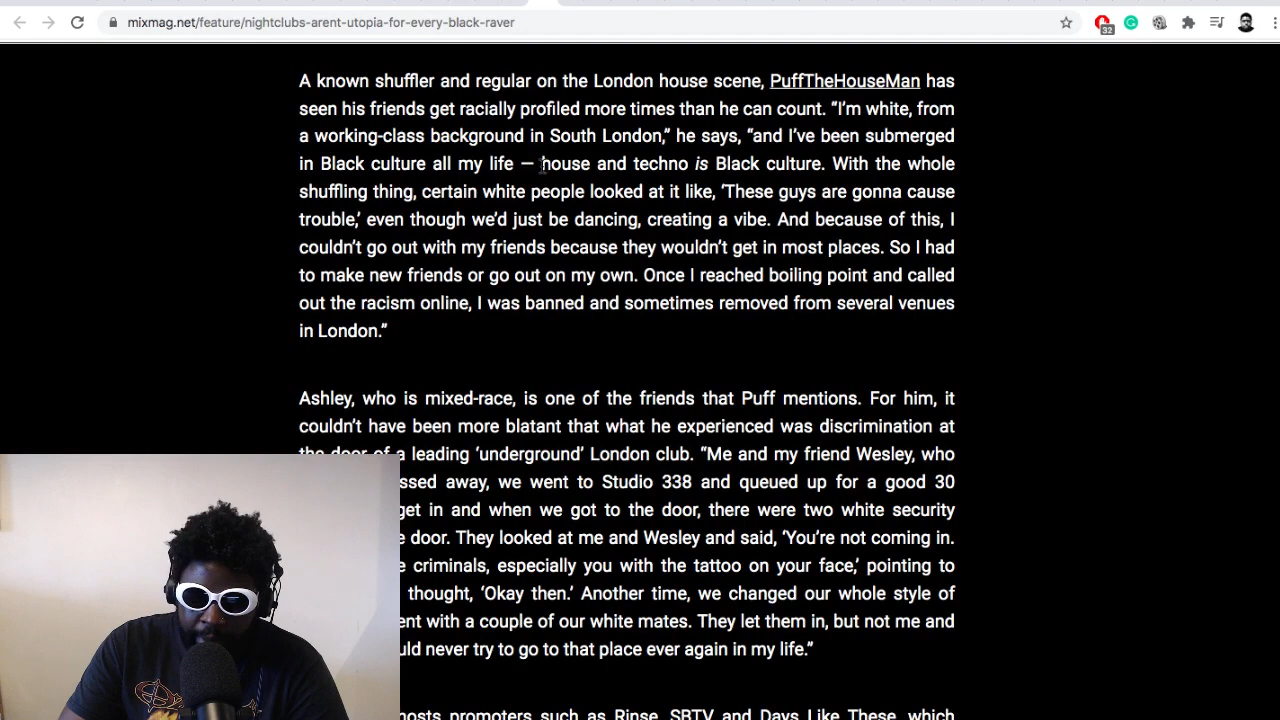 mixmag.net/feature/nightclubs-arent-utopia-for-every-black-raver
32
A known shuffler and regular on the London house scene, PuffTheHouseMan has
seen his friends get racially profiled more times than he can count. “I’m white, from
a working-class background in South London,” he says, “and I’ve been submerged
in Black culture all my life — house and techno is Black culture. With the whole
shuffling thing, certain white people looked at it like, ‘These guys are gonna cause
trouble,’ even though we’d just be dancing, creating a vibe. And because of this, I
couldn’t go out with my friends because they wouldn’t get in most places. So I had
to make new friends or go out on my own. Once I reached boiling point and called
out the racism online, I was banned and sometimes removed from several venues
in London.”
Ashley, who is mixed-race, is one of the friends that Puff mentions. For him, it
couldn’t have been more blatant that what he experienced was discrimination at
the door of a leading ‘underground’ London club. “Me and my friend Wesley, who
ssed away, we went to Studio 338 and queued up for a good 30
get in and when we got to the door, there were two white security
e door. They looked at me and Wesley and said, ‘You’re not coming in.
e criminals, especially you with the tattoo on your face,’ pointing to
thought, ‘Okay then.’ Another time, we changed our whole style of
ent with a couple of our white mates. They let them in, but not me and
uld never try to go to that place ever again in my life.”
hosts promoters such as Rinse, SBTV and Days Like These, which